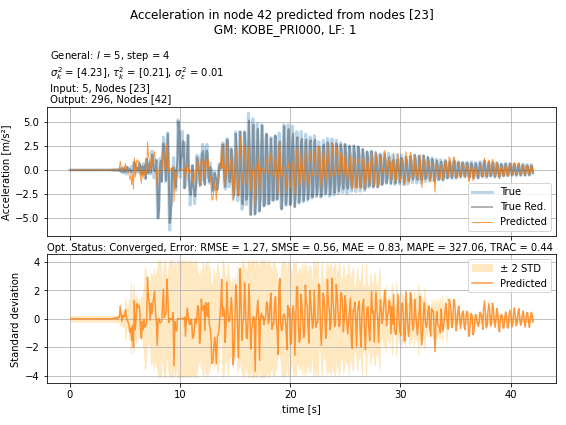 Acceleration in node 42 predicted from nodes [23]
GM: KOBE_PRI000, LF: 1
General: l = 5, step = 4
σ²ₖ = [4.23], τ²ₖ = [0.21], σ²ε = 0.01
Input: 5, Nodes [23]
Output: 296, Nodes [42]
Acceleration [m/s²]
5.0
2.5
0.0
−2.5
−5.0
True
True Red.
Predicted
Opt. Status: Converged, Error: RMSE = 1.27, SMSE = 0.56, MAE = 0.83, MAPE = 327.06, TRAC = 0.44
Standard deviation
4
2
0
−2
−4
± 2 STD
Predicted
0 10 20 30 40
time [s]